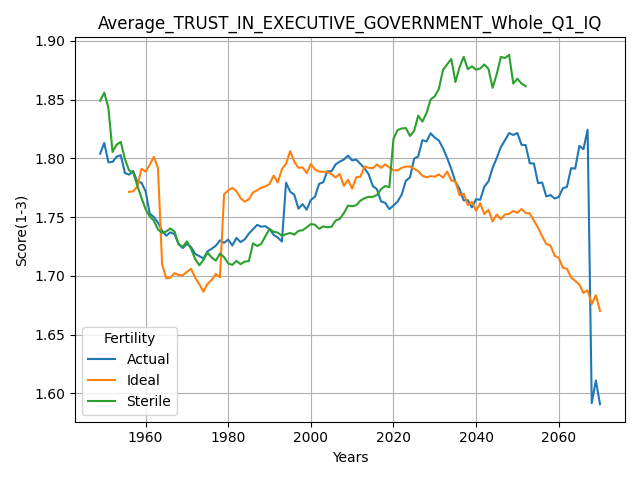 Average_TRUST_IN_EXECUTIVE_GOVERNMENT_Whole_Q1_IQ
1.90
1.85
1.80
1.75
1.70
1.65
1.60
Score(1-3)
Fertility
Actual
Ideal
Sterile
1960 1980 2000 2020 2040 2060
Years